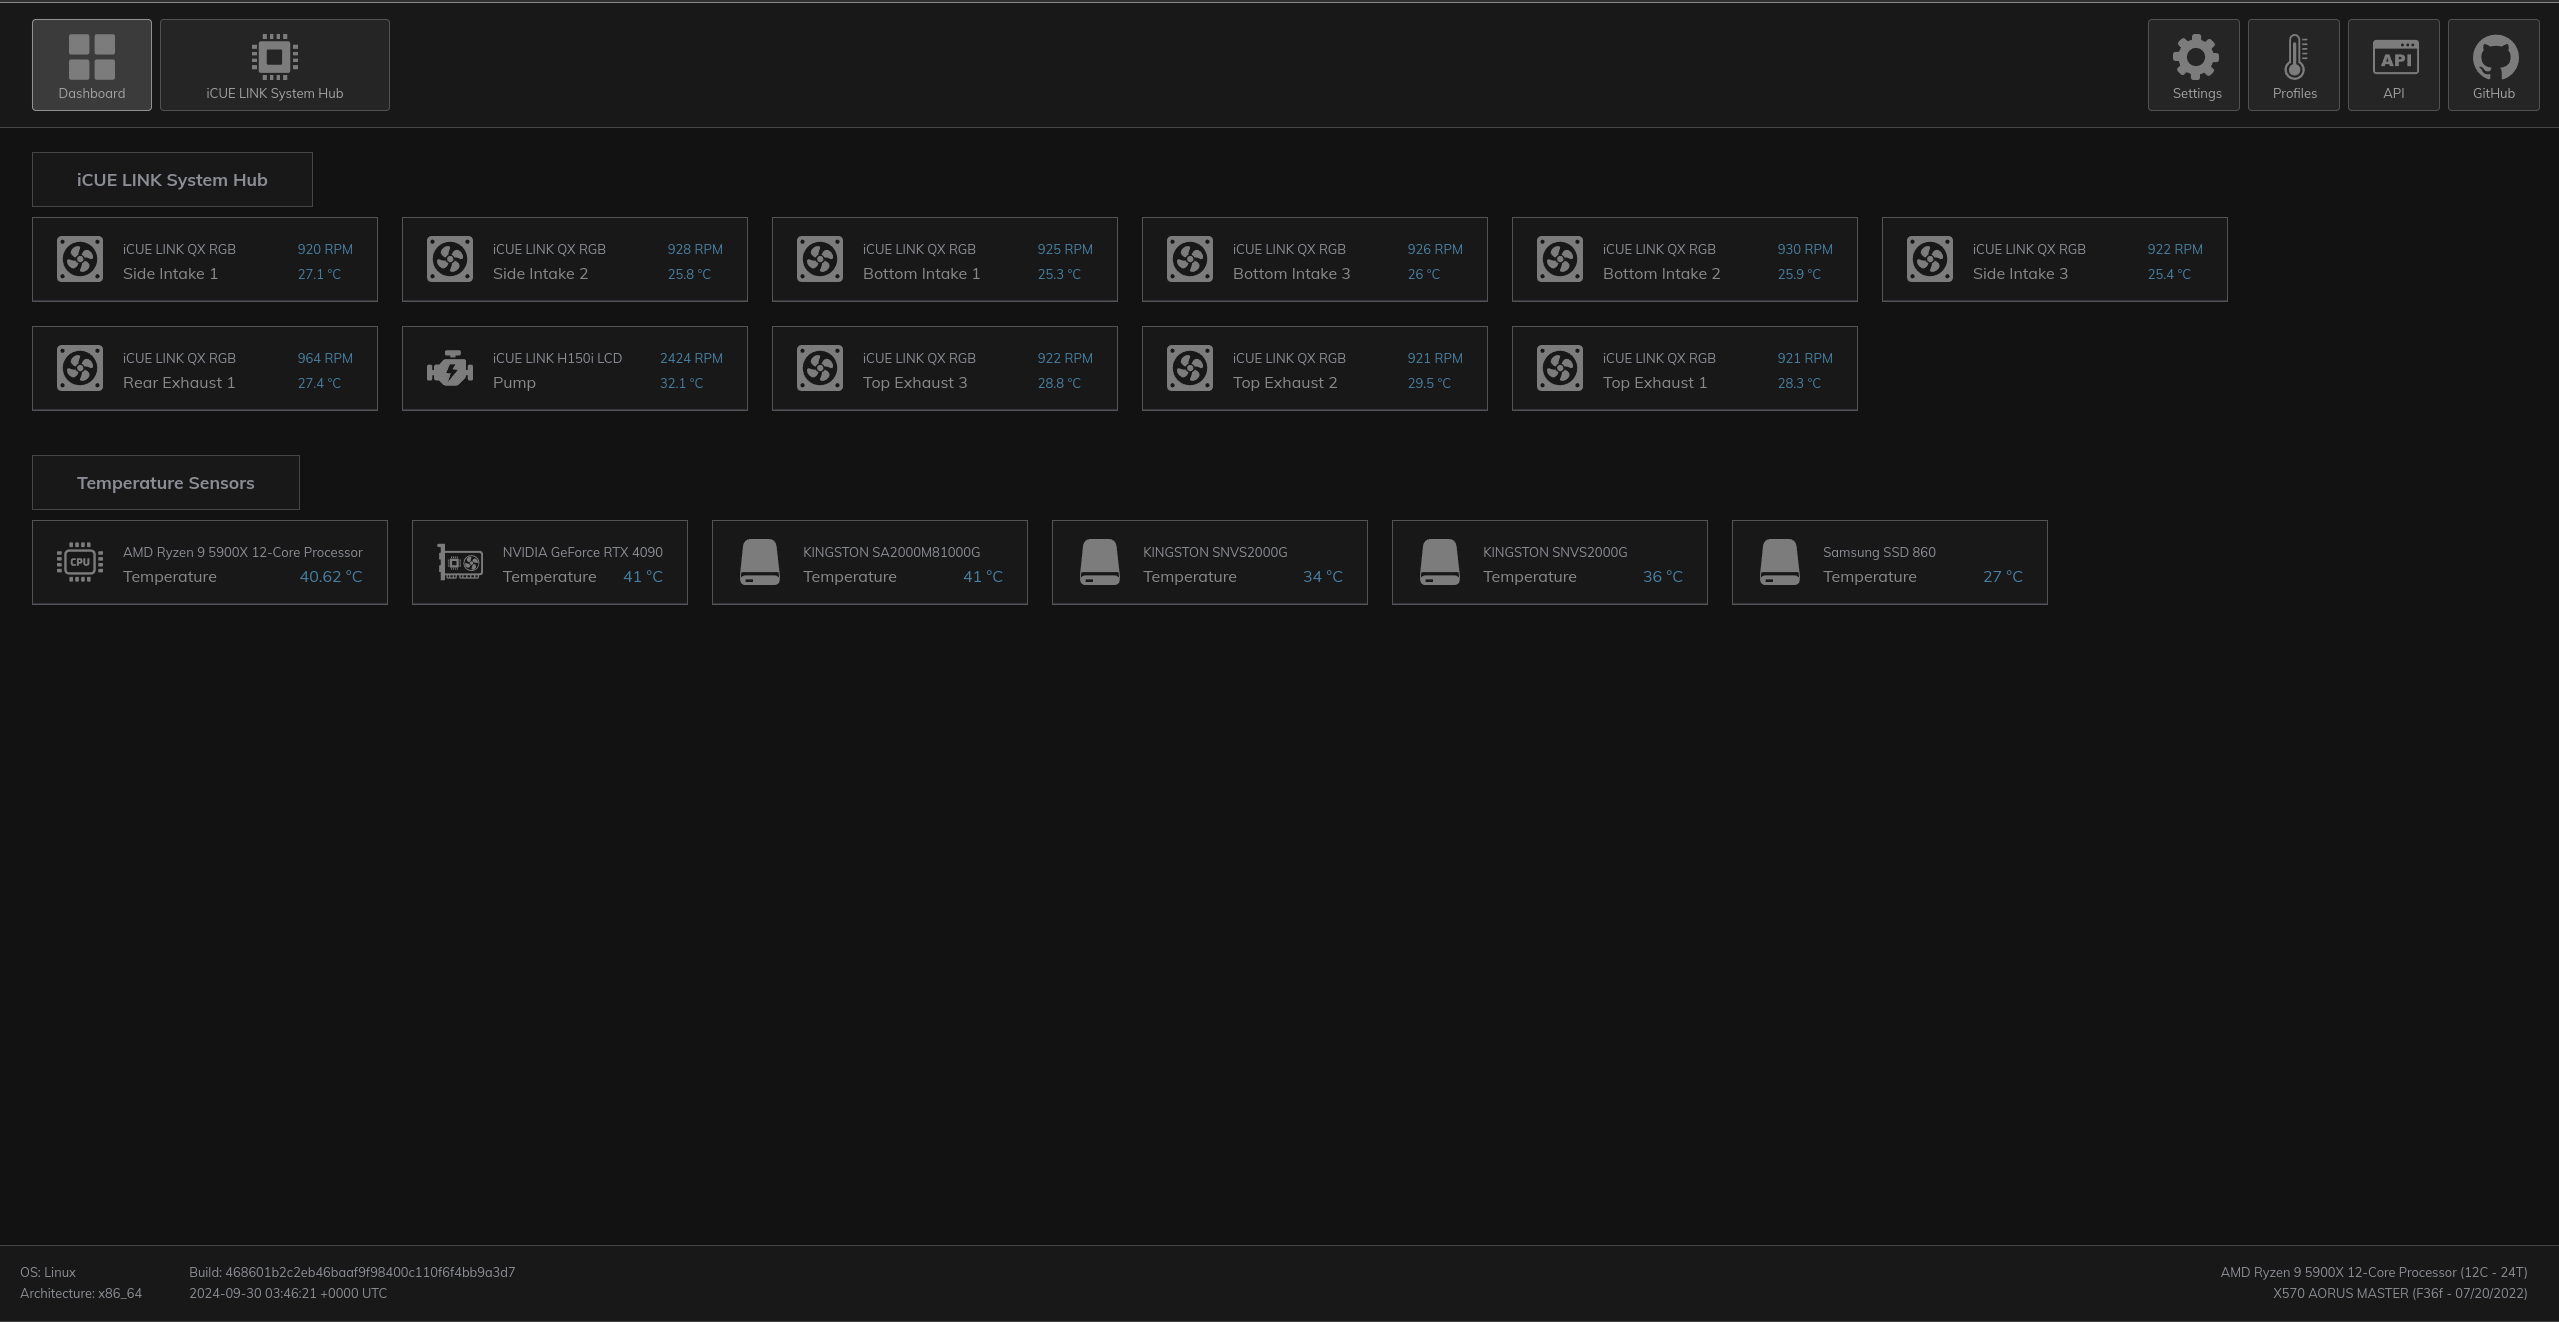 Dashboard
iCUE LINK System Hub
Settings
Profiles
API
API
GitHub
iCUE LINK System Hub
iCUE LINK QX RGB 920 RPM
Side Intake 1 27.1 °C
iCUE LINK QX RGB 928 RPM
Side Intake 2 25.8 °C
iCUE LINK QX RGB 925 RPM
Bottom Intake 1 25.3 °C
iCUE LINK QX RGB 926 RPM
Bottom Intake 3 26 °C
iCUE LINK QX RGB 930 RPM
Bottom Intake 2 25.9 °C
iCUE LINK QX RGB 922 RPM
Side Intake 3 25.4 °C
iCUE LINK QX RGB 964 RPM
Rear Exhaust 1 27.4 °C
iCUE LINK H150i LCD 2424 RPM
Pump 32.1 °C
iCUE LINK QX RGB 922 RPM
Top Exhaust 3 28.8 °C
iCUE LINK QX RGB 921 RPM
Top Exhaust 2 29.5 °C
iCUE LINK QX RGB 921 RPM
Top Exhaust 1 28.3 °C
Temperature Sensors
CPU
AMD Ryzen 9 5900X 12-Core Processor
Temperature 40.62 °C
NVIDIA GeForce RTX 4090
Temperature 41 °C
KINGSTON SA2000M81000G
Temperature 41 °C
KINGSTON SNVS2000G
Temperature 34 °C
KINGSTON SNVS2000G
Temperature 36 °C
Samsung SSD 860
Temperature 27 °C
OS: Linux
Architecture: x86_64
Build: 468601b2c2eb46baaf9f98400c110f6f4bb9a3d7
2024-09-30 03:46:21 +0000 UTC
AMD Ryzen 9 5900X 12-Core Processor (12C - 24T)
X570 AORUS MASTER (F36f - 07/20/2022)